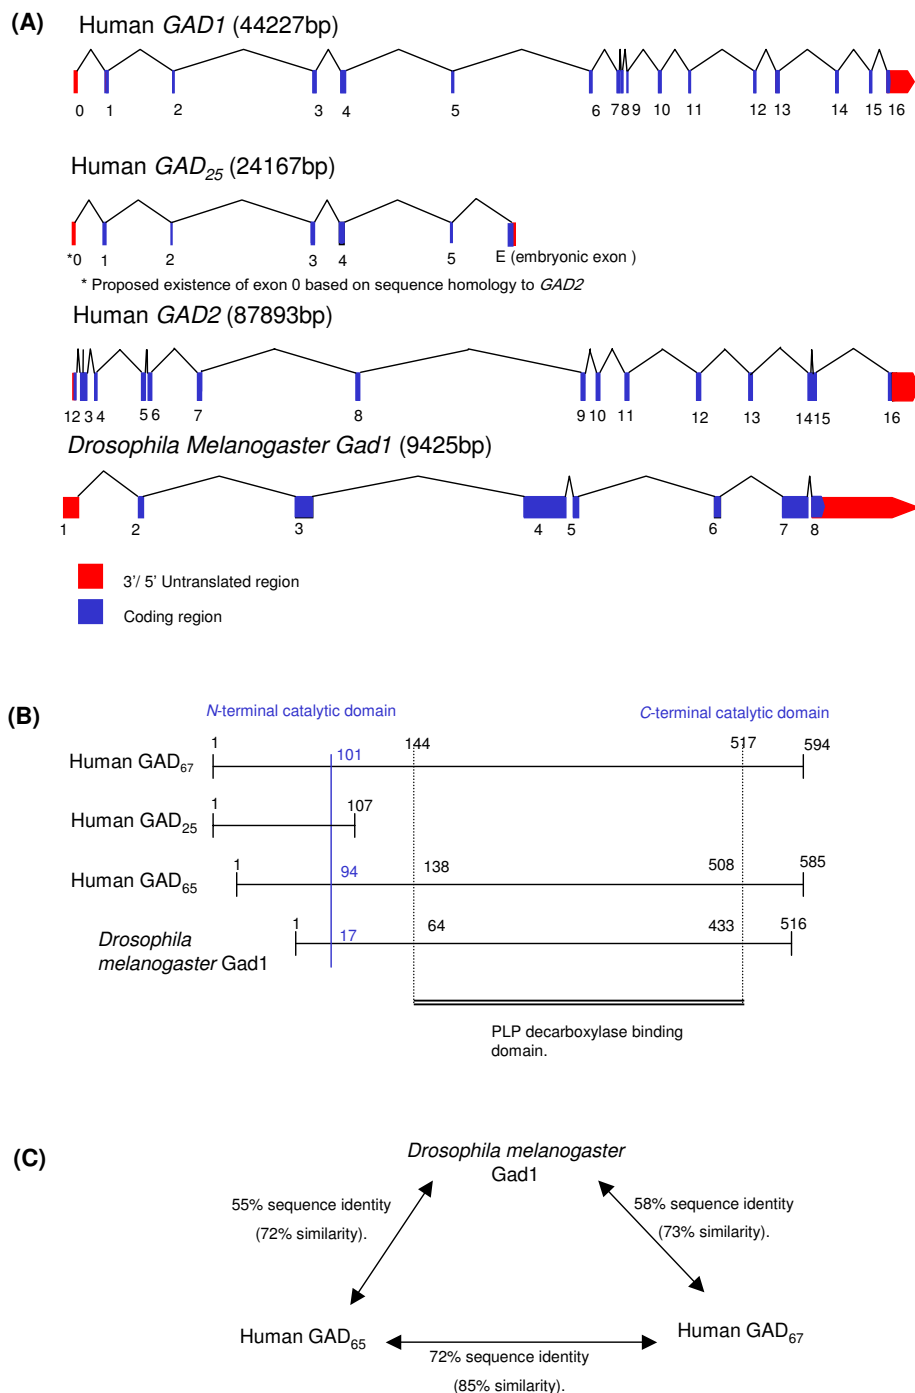 (A)
Human GAD1 (44227bp)
0 1 2 3 4 5 6 7 8 9 10 11 12 13 14 15 16
Human GAD25 (24167bp)
*0 1 2 3 4 5 E (embryonic exon )
* Proposed existence of exon 0 based on sequence homology to GAD2
Human GAD2 (87893bp)
1 2 3 4 5 6 7 8 9 10 11 12 13 14 15 16
Drosophila Melanogaster Gad1 (9425bp)
1 2 3 4 5 6 7 8
3'/ 5' Untranslated region
Coding region
(B)
N-terminal catalytic domain C-terminal catalytic domain
Human GAD67 1 101 144 517 594
Human GAD25 1 107
Human GAD65 1 94 138 508 585
Drosophila
melanogaster Gad1 1 17 64 433 516
PLP decarboxylase binding
domain.
(C)
Drosophila melanogaster
Gad1
55% sequence identity
(72% similarity).
58% sequence identity
(73% similarity).
Human GAD65
Human GAD67
72% sequence identity
(85% similarity).